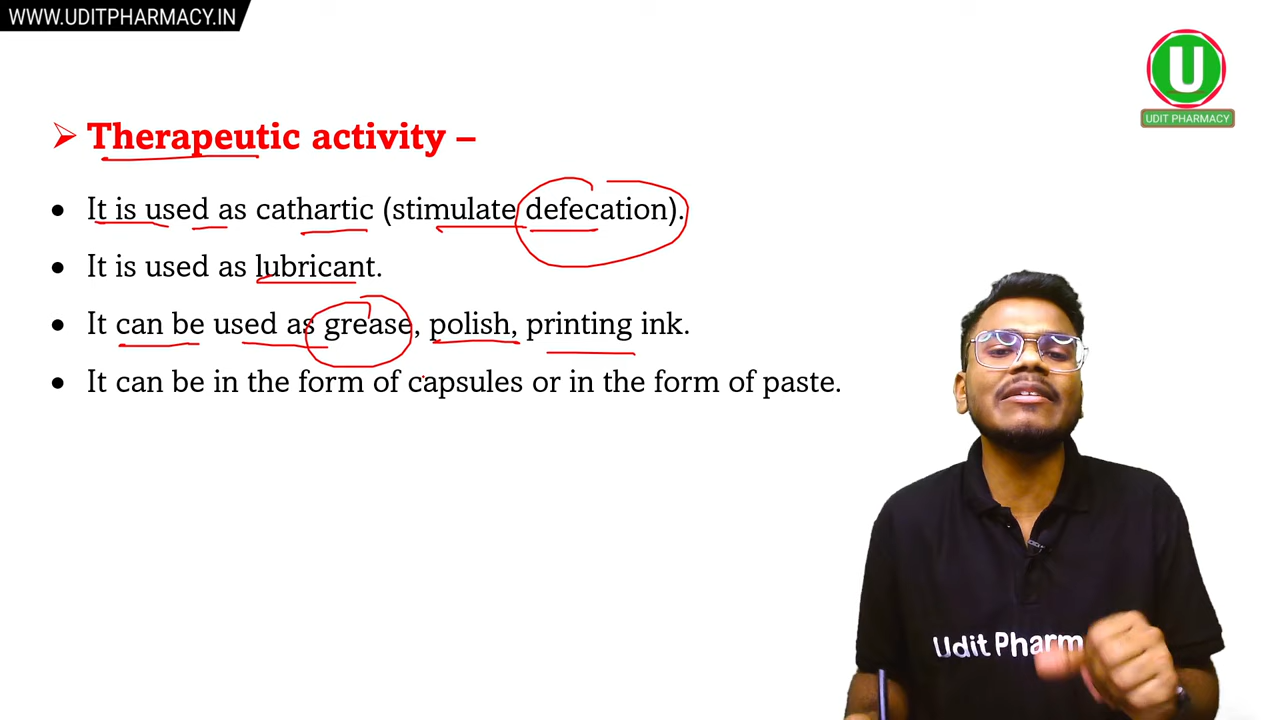 WWW.UDITPHARMACY.IN
U
UDIT PHARMACY
➢ Therapeutic activity –
• It is used as cathartic (stimulate defecation).
• It is used as lubricant.
• It can be used as grease, polish, printing ink.
• It can be in the form of capsules or in the form of paste.
Udit Pharm